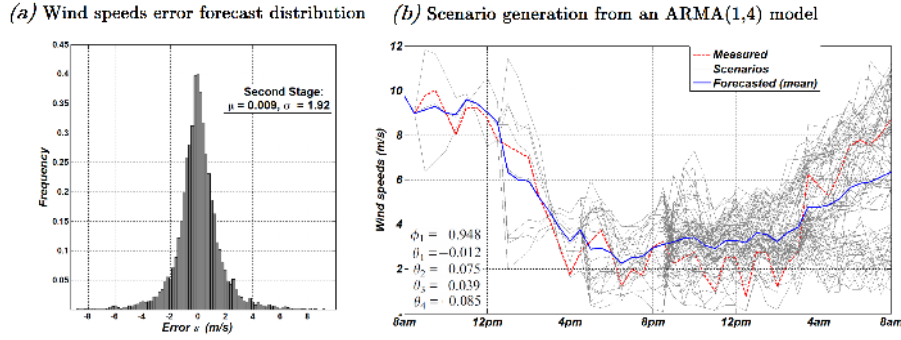 (a) Wind speeds error forecast distribution
0.45
0.4
0.35
0.3
0.25
0.2
0.15
0.1
0.05
Frequency
Second Stage:
μ = 0.009, σ = 1.92
-8 -6 -4 -2 0 2 4 6 8
Error ε (m/s)
(b) Scenario generation from an ARMA(1,4) model
12
10
8
6
4
2
Wind speeds (m/s)
Measured
Scenarios
Forecasted (mean)
ϕ1 = 0.948
θ1 =−0.012
θ2 = 0.075
θ3 = 0.039
θ4 = 0.085
8am 12pm 4pm 8pm 12pm 4am 8am